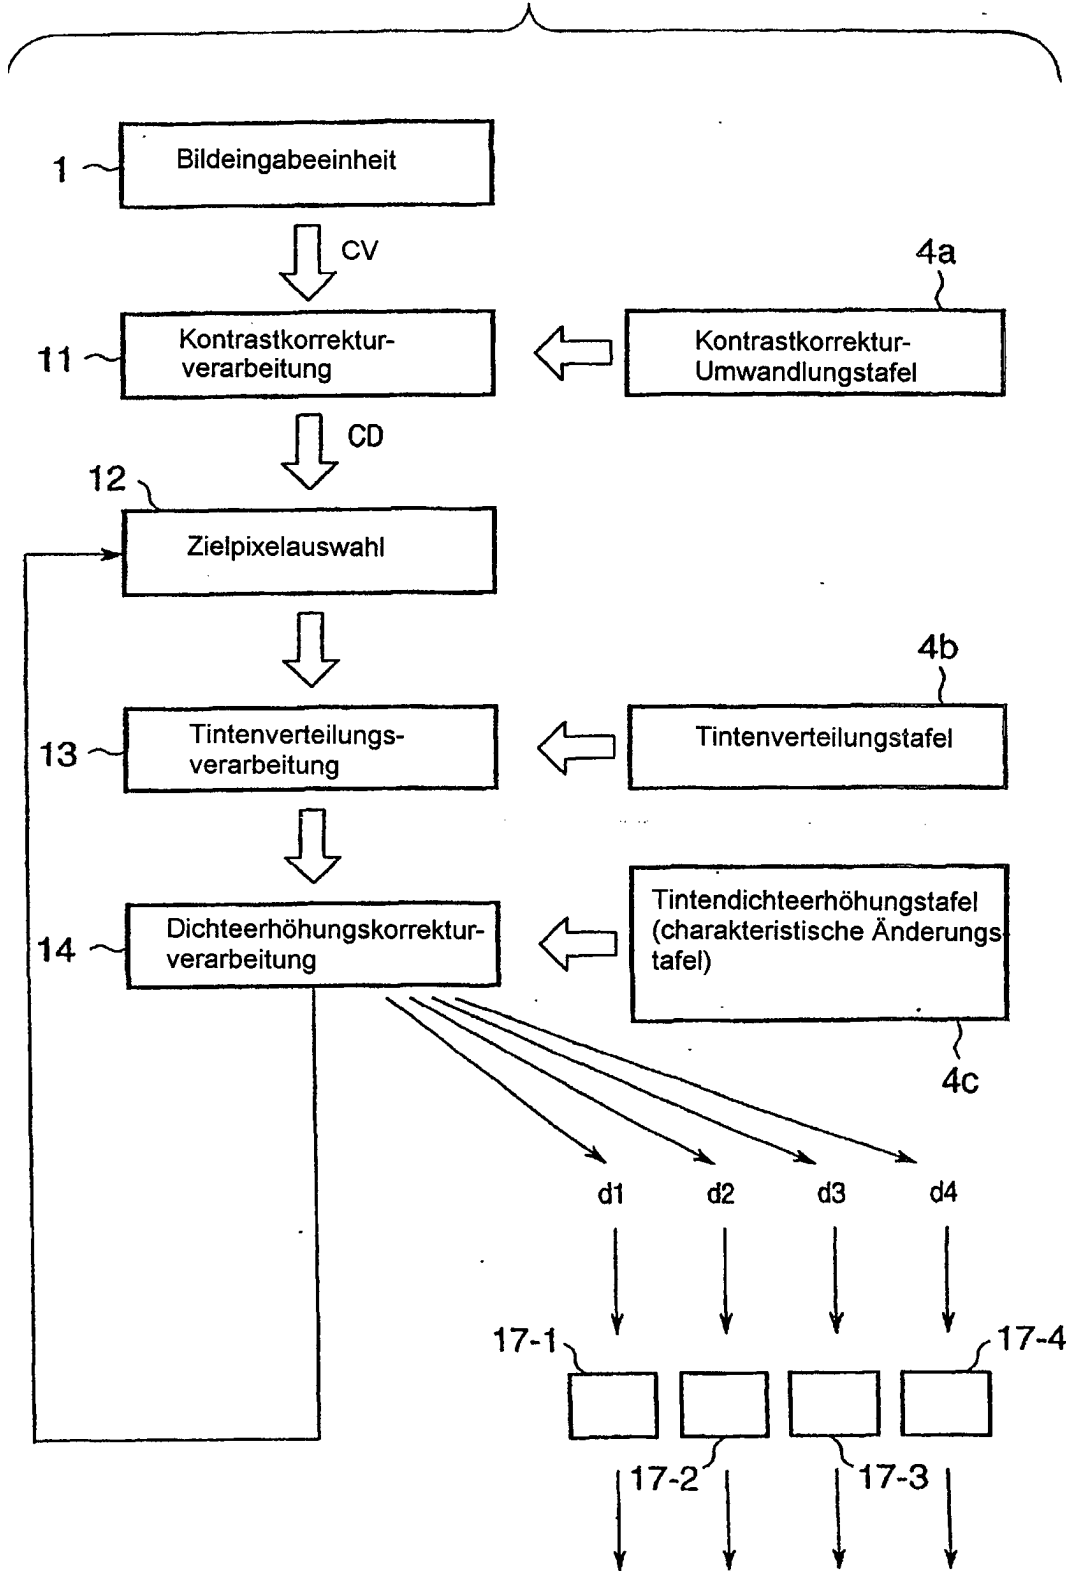 1
Bildeingabeeinheit
CV
4a
11
Kontrastkorrektur-
verarbeitung
Kontrastkorrektur-
Umwandlungstafel
CD
12
Zielpixelauswahl
4b
13
Tintenverteilungs-
verarbeitung
Tintenverteilungstafel
14
Dichteerhöhungskorrektur-
verarbeitung
Tintendichteerhöhungstafel
(charakteristische Änderungs-
tafel)
4c
d1
d2
d3
d4
17-1
17-4
17-2
17-3